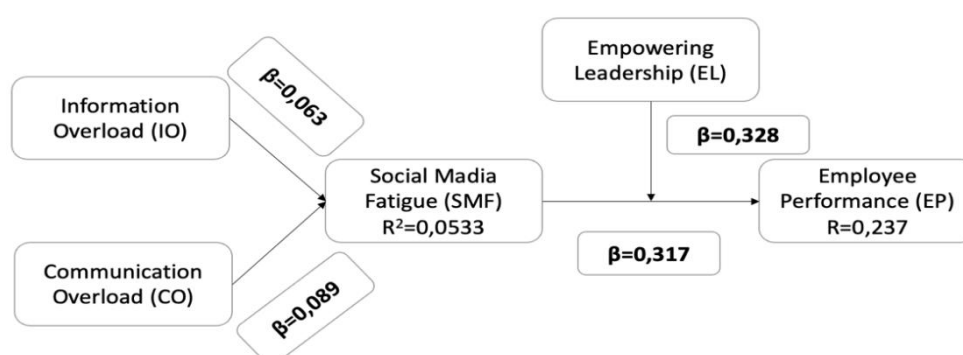 Empowering
Leadership (EL)
β=0,063
Information
Overload (IO)
β=0,328
Social Madia
Fatigue (SMF)
R²=0,0533
Employee
Performance (EP)
R=0,237
β=0,317
Communication
Overload (CO)
β=0,089